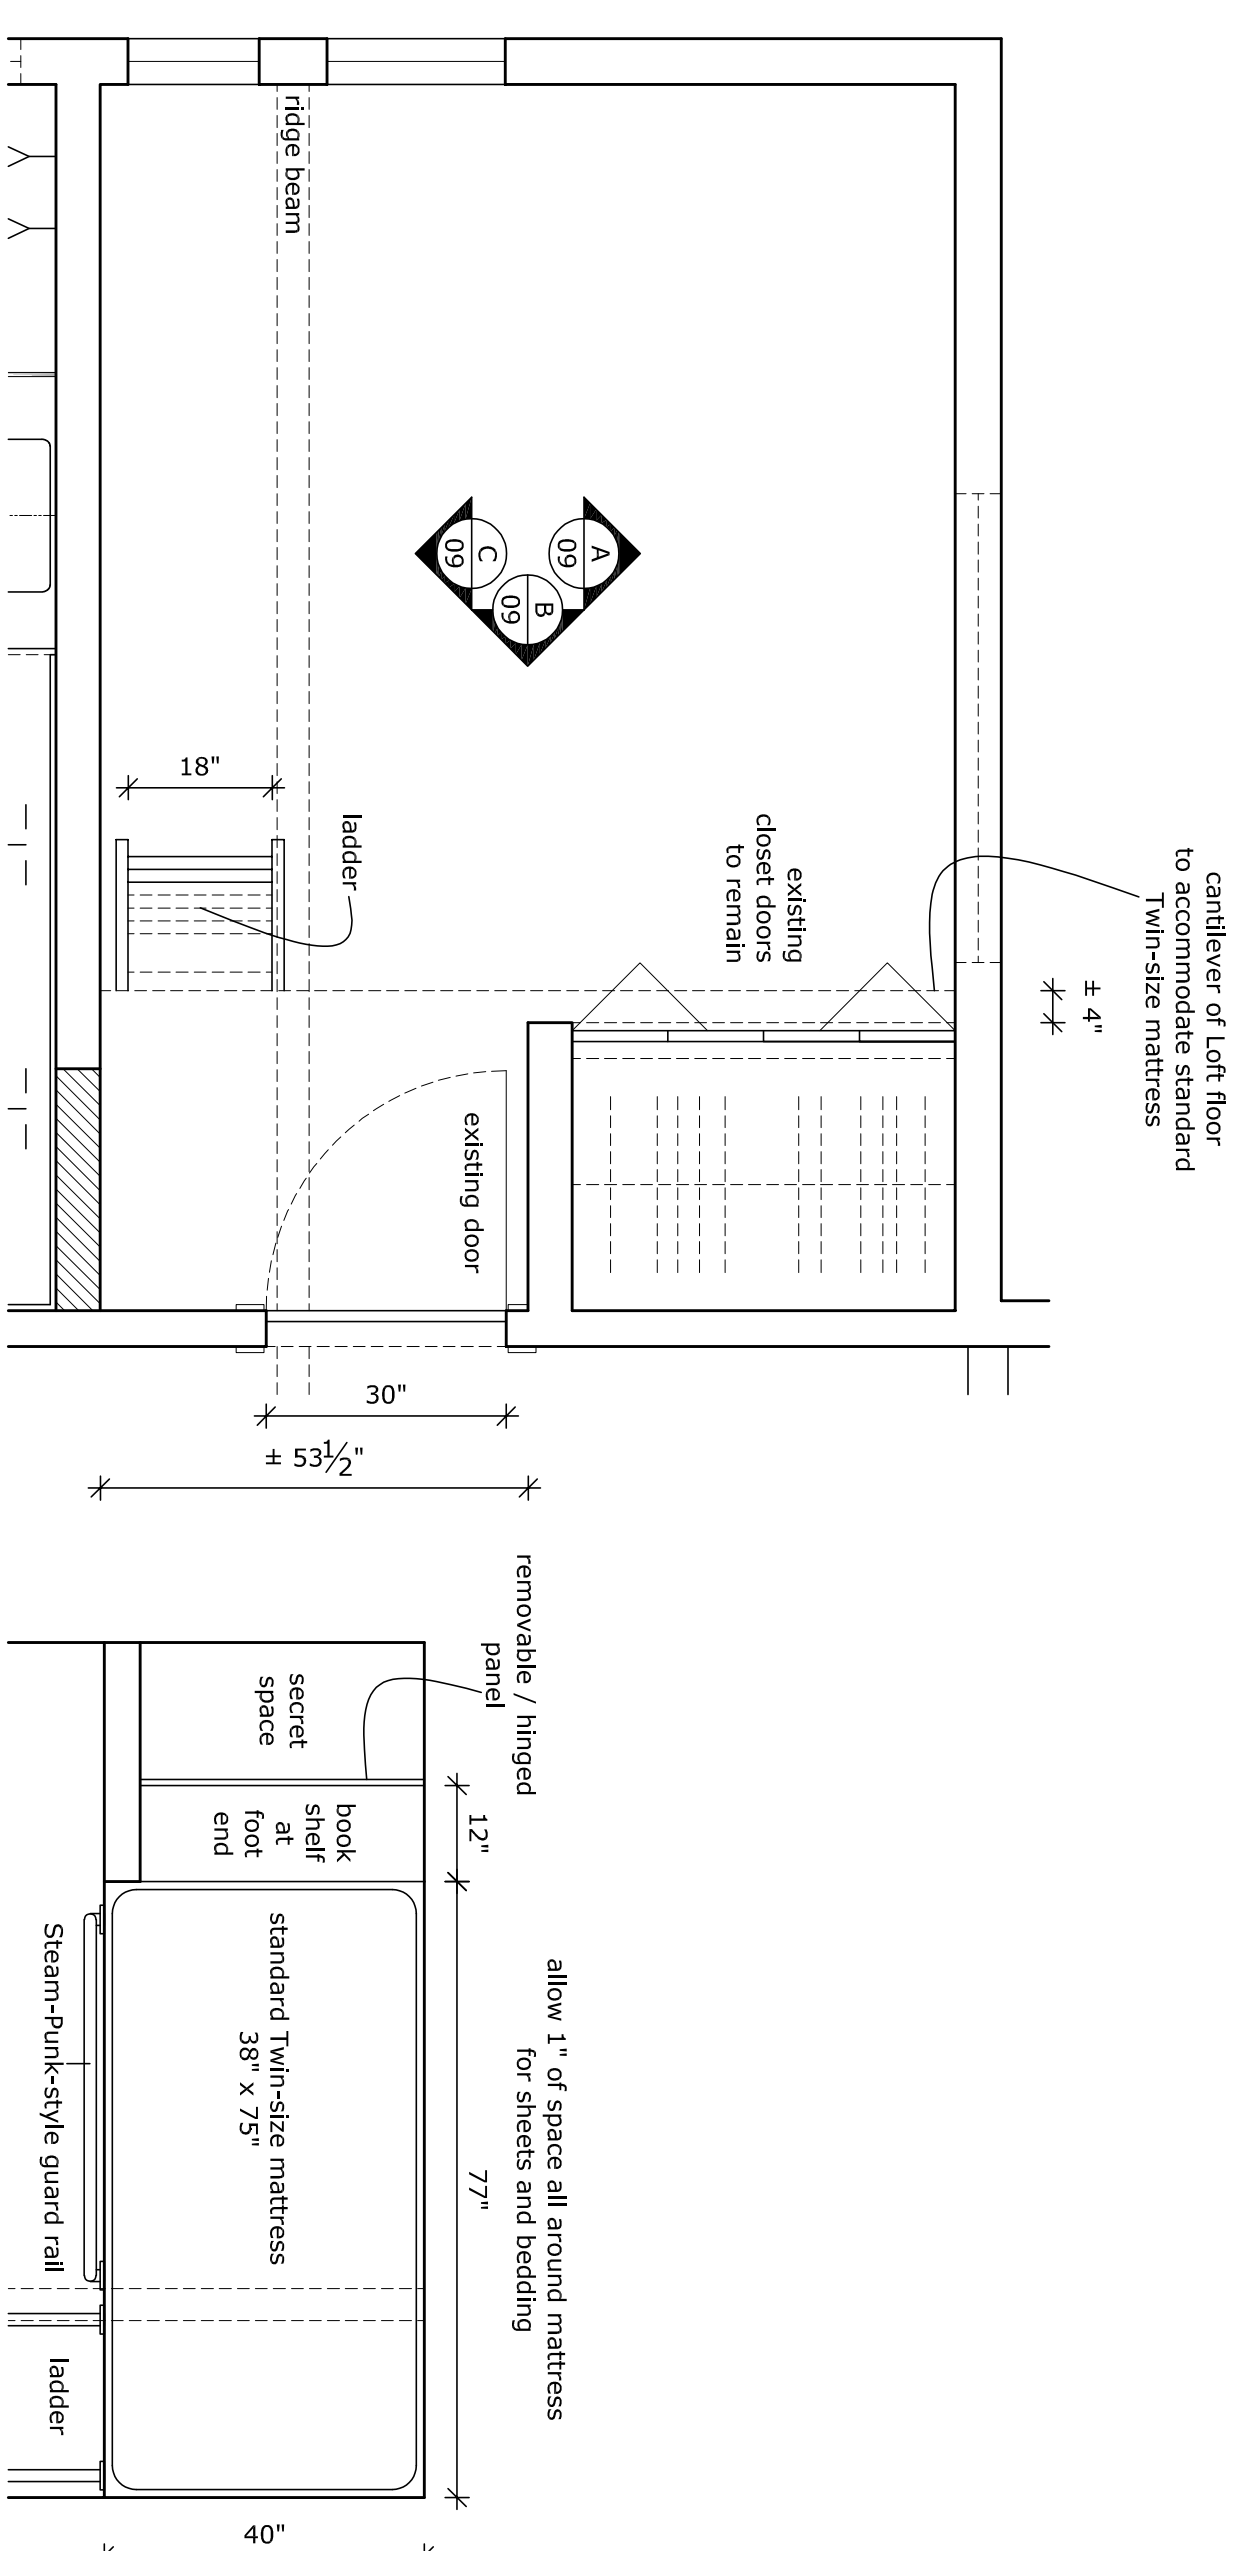 ridge beam
A
09
B
09
C
09
18"
ladder
existing
closet doors
to remain
cantilever of Loft floor
to accommodate standard
Twin-size mattress
± 4"
existing door
30"
± 53½"
removable / hinged
panel
secret
space
12"
book
shelf
at
foot
end
allow 1" of space all around mattress
for sheets and bedding
77"
standard Twin-size mattress
38" x 75"
Steam-Punk-style guard rail
ladder
40"